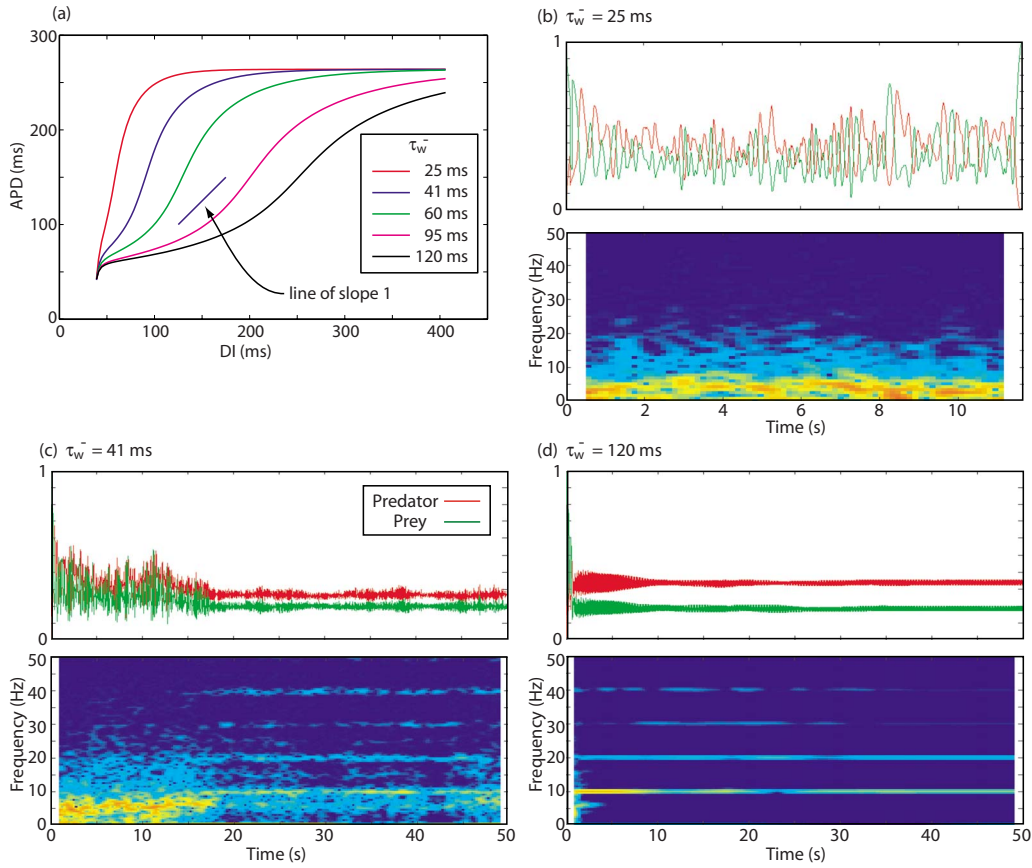 (a)
300
200
100
0
APD (ms)
0 100 200 300 400
DI (ms)
τw-
25 ms
41 ms
60 ms
95 ms
120 ms
line of slope 1
(b) τw- = 25 ms
1
0
50
40
30
20
10
0
Frequency (Hz)
0 2 4 6 8 10
Time (s)
(c) τw- = 41 ms
1
0
Predator
Prey
50
40
30
20
10
0
Frequency (Hz)
0 10 20 30 40 50
Time (s)
(d) τw- = 120 ms
1
0
50
40
30
20
10
0
Frequency (Hz)
0 10 20 30 40 50
Time (s)